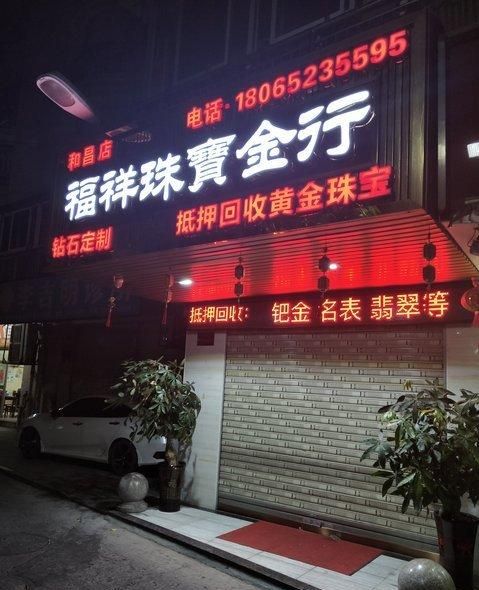 电话:18065235595
和昌店
福祥珠寶金行
钻石定制
抵押回收黄金珠宝
抵押回收: 钯金 名表 翡翠等